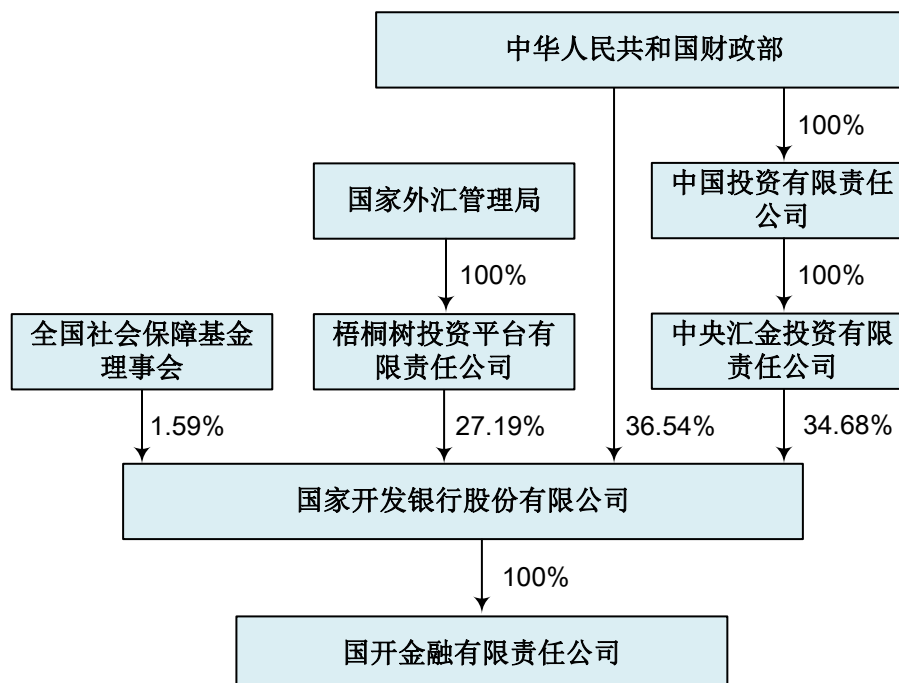 中华人民共和国财政部
100%
国家外汇管理局
中国投资有限责任
公司
100%
100%
全国社会保障基金
理事会
梧桐树投资平台有
限责任公司
中央汇金投资有限
责任公司
1.59%
27.19%
36.54%
34.68%
国家开发银行股份有限公司
100%
国开金融有限责任公司